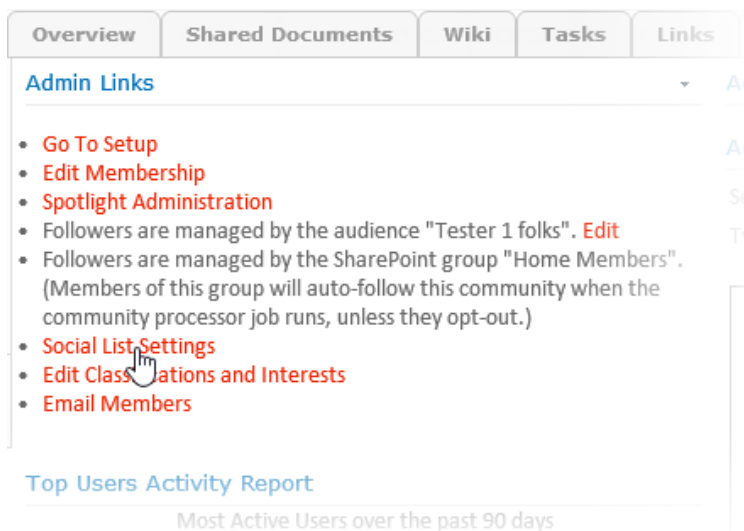 Overview Shared Documents Wiki Tasks Links
Admin Links
Go To Setup
Edit Membership
Spotlight Administration
Followers are managed by the audience "Tester 1 folks". Edit
Followers are managed by the SharePoint group "Home Members".
(Members of this group will auto-follow this community when the
community processor job runs, unless they opt-out.)
Social List Settings
Edit Classifications and Interests
Email Members
Top Users Activity Report
Most Active Users over the past 90 days